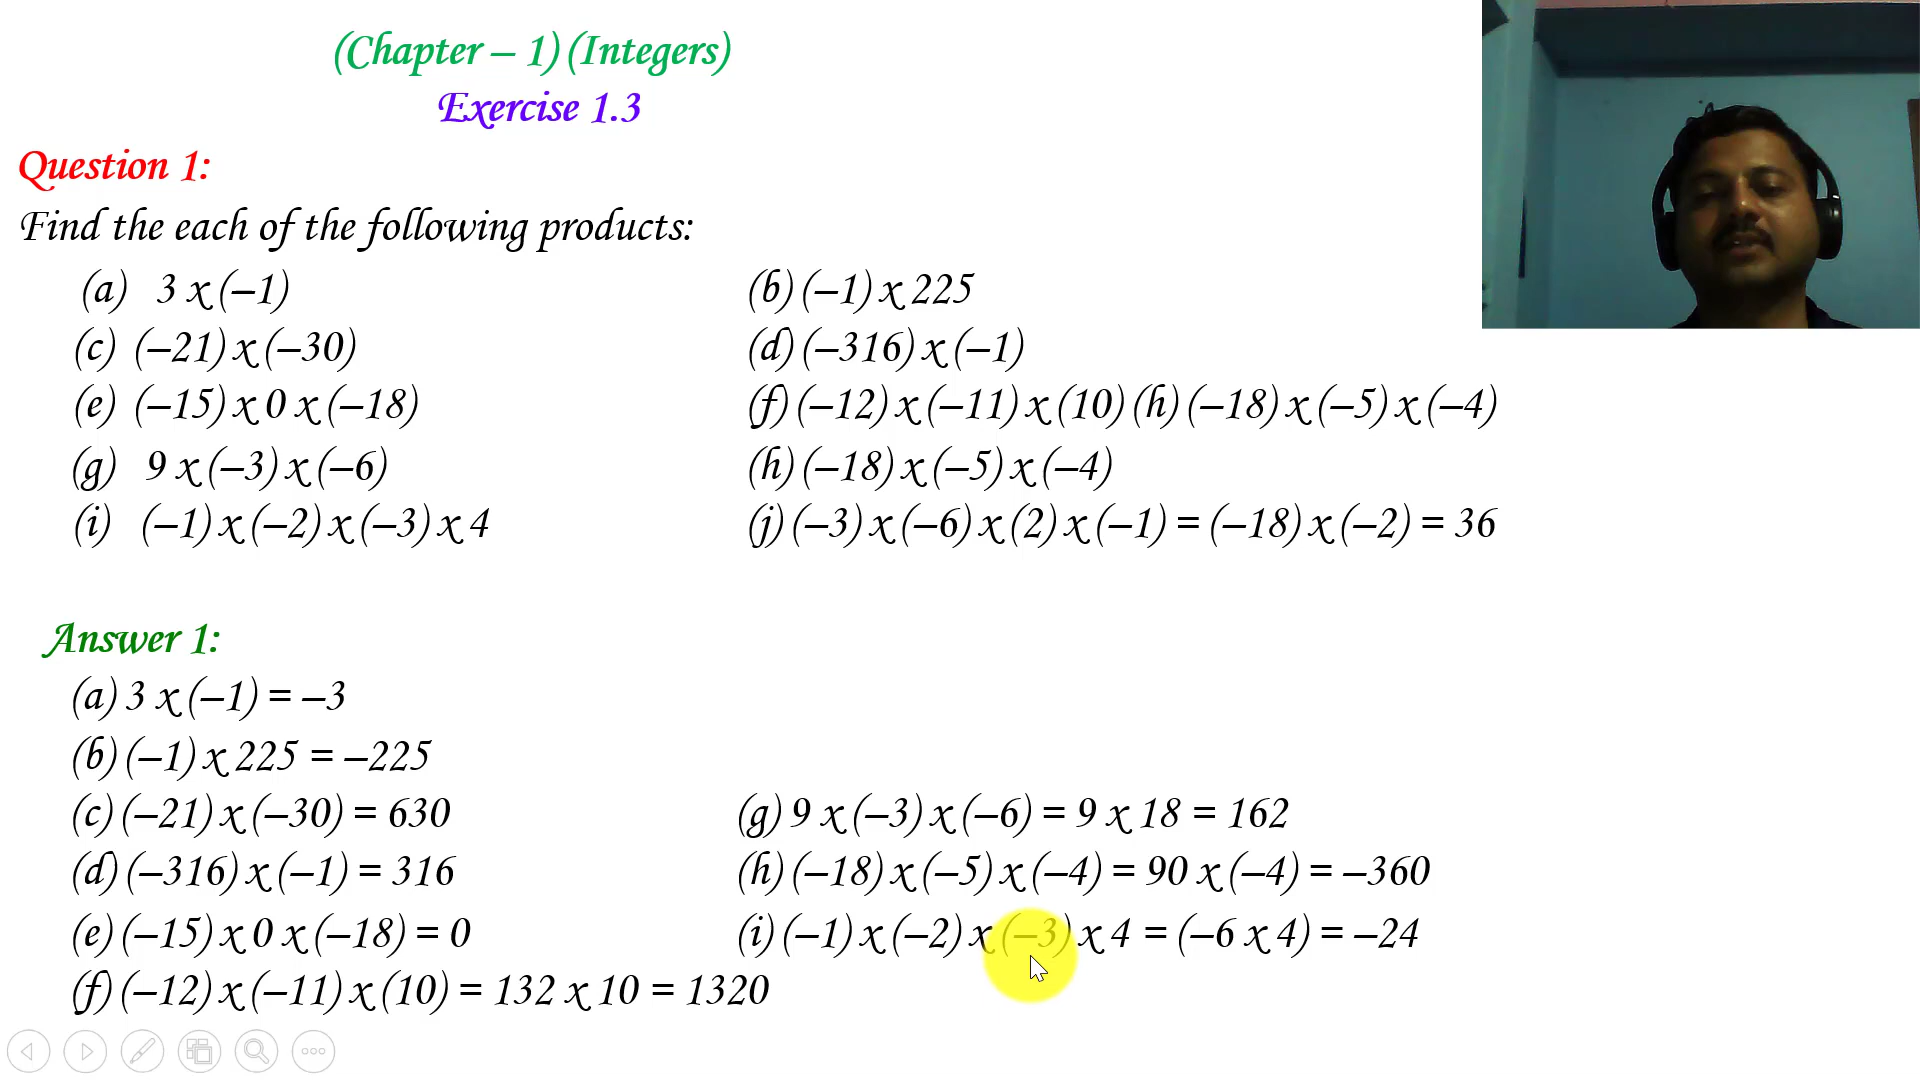 (Chapter – 1) (Integers)
Exercise 1.3
Question 1:
Find the each of the following products:
(a) 3 x (–1)
(b) (–1) x 225
(c) (–21) x (–30)
(d) (–316) x (–1)
(e) (–15) x 0 x (–18)
(f) (–12) x (–11) x (10) (h) (–18) x (–5) x (–4)
(g) 9 x (–3) x (–6)
(h) (–18) x (–5) x (–4)
(i) (–1) x (–2) x (–3) x 4
(j) (–3) x (–6) x (2) x (–1) = (–18) x (–2) = 36
Answer 1:
(a) 3 x (–1) = –3
(b) (–1) x 225 = –225
(c) (–21) x (–30) = 630
(d) (–316) x (–1) = 316
(e) (–15) x 0 x (–18) = 0
(f) (–12) x (–11) x (10) = 132 x 10 = 1320
(g) 9 x (–3) x (–6) = 9 x 18 = 162
(h) (–18) x (–5) x (–4) = 90 x (–4) = –360
(i) (–1) x (–2) x (–3) x 4 = (–6 x 4) = –24